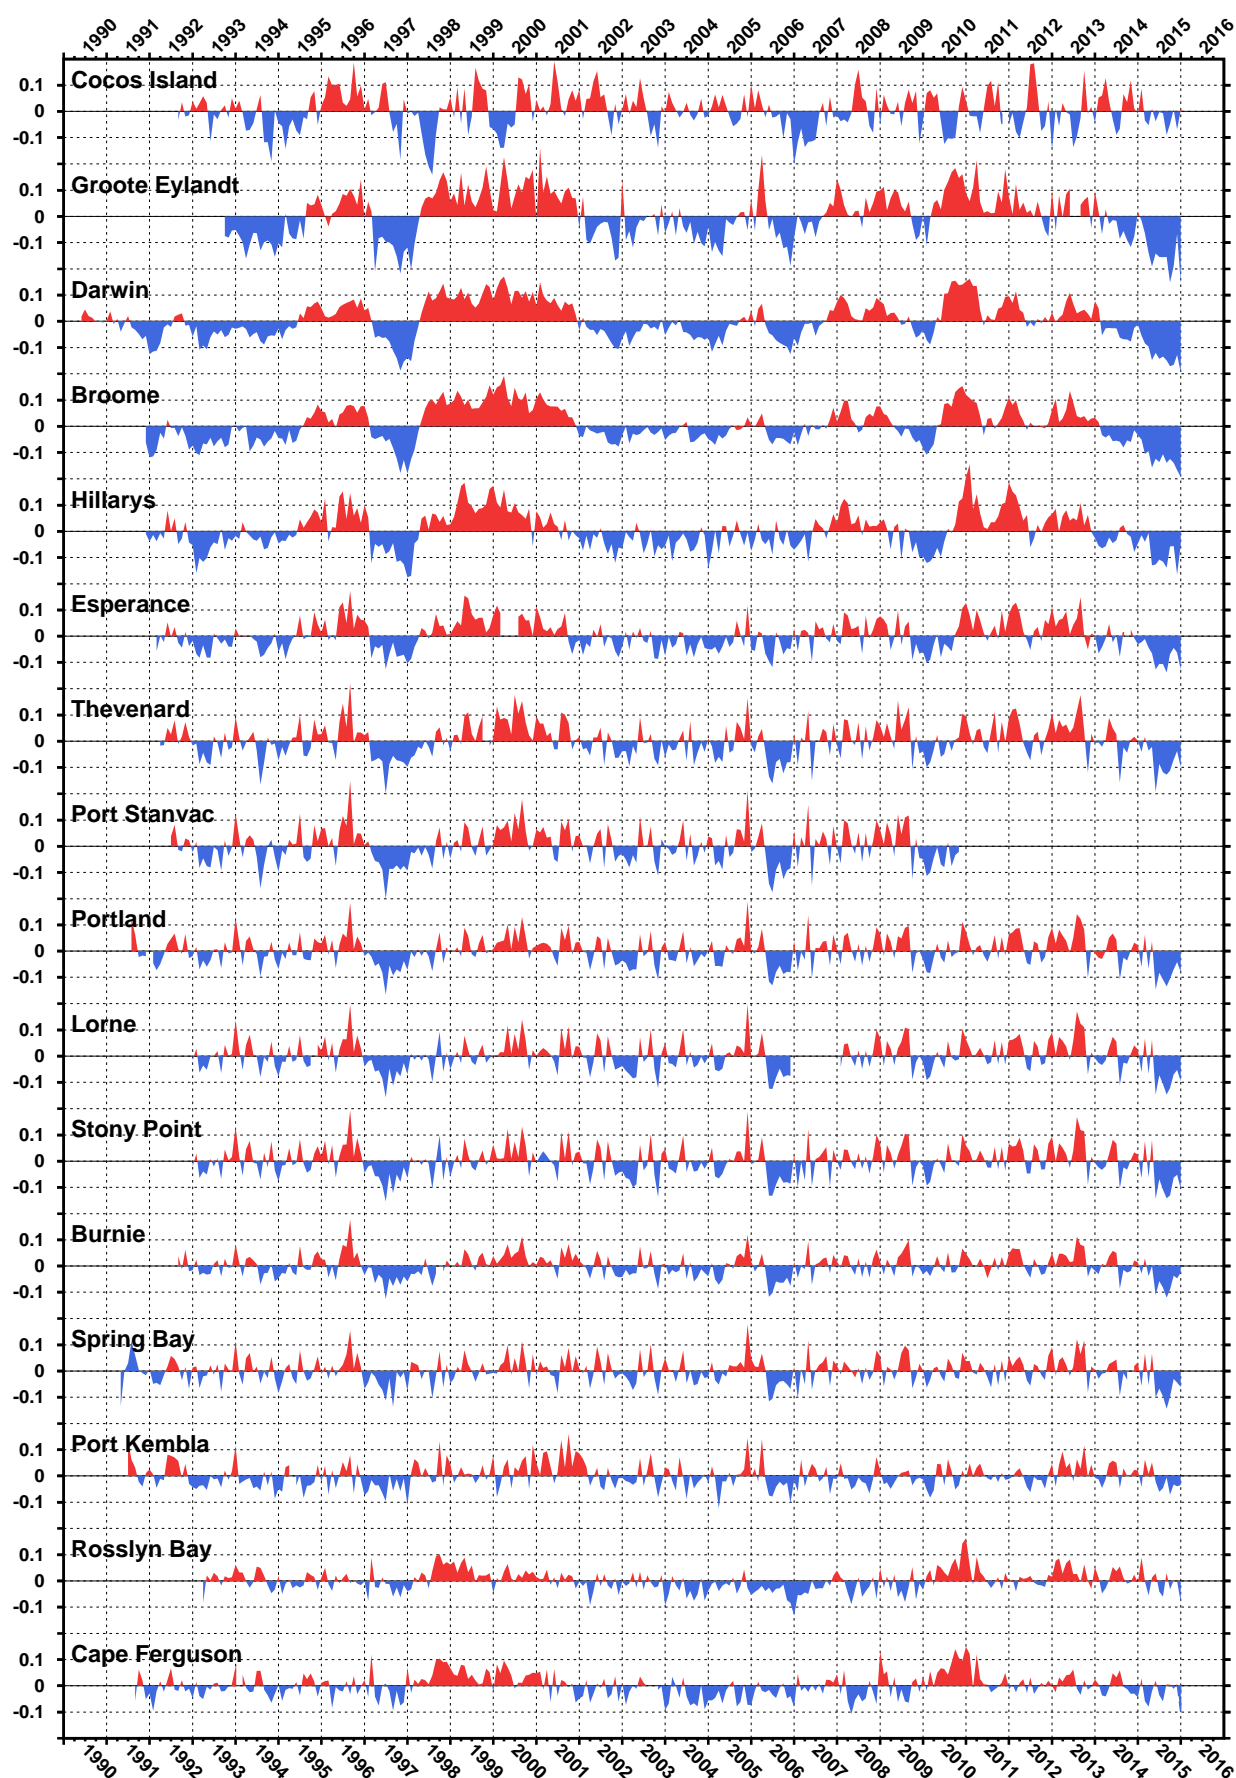 1990 1991 1992 1993 1994 1995 1996 1997 1998 1999 2000 2001 2002 2003 2004 2005 2006 2007 2008 2009 2010 2011 2012 2013 2014 2015 2016
Cocos Island
0.1
0
-0.1
Groote Eylandt
0.1
0
-0.1
Darwin
0.1
0
-0.1
Broome
0.1
0
-0.1
Hillarys
0.1
0
-0.1
Esperance
0.1
0
-0.1
Thevenard
0.1
0
-0.1
Port Stanvac
0.1
0
-0.1
Portland
0.1
0
-0.1
Lorne
0.1
0
-0.1
Stony Point
0.1
0
-0.1
Burnie
0.1
0
-0.1
Spring Bay
0.1
0
-0.1
Port Kembla
0.1
0
-0.1
Rosslyn Bay
0.1
0
-0.1
Cape Ferguson
0.1
0
-0.1
1990 1991 1992 1993 1994 1995 1996 1997 1998 1999 2000 2001 2002 2003 2004 2005 2006 2007 2008 2009 2010 2011 2012 2013 2014 2015 2016